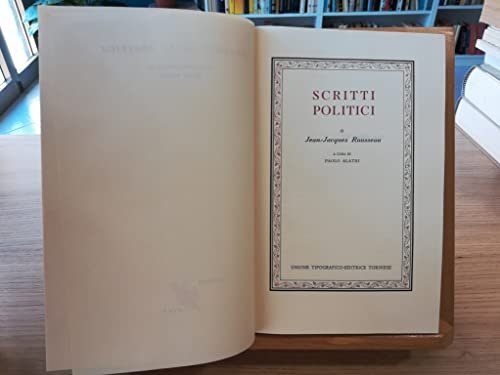 SCRITTI
POLITICI
di
Jean-Jacques Rousseau
A CURA DI
PAOLO ALATRI
UNIONE TIPOGRAFICO-EDITRICE TORINESE